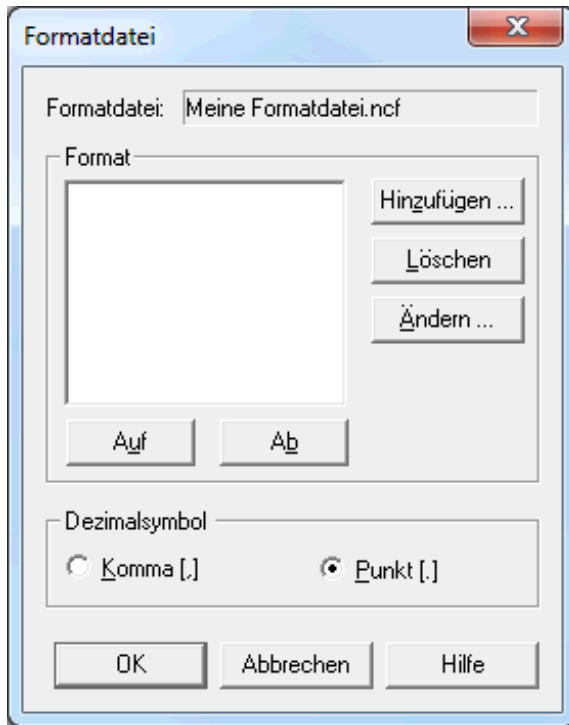 Formatdatei
Formatdatei: Meine Formatdatei.ncf
Format
Hinzufügen ...
Löschen
Ändern ...
Auf Ab
Dezimalsymbol
Komma [,] Punkt [.]
OK Abbrechen Hilfe